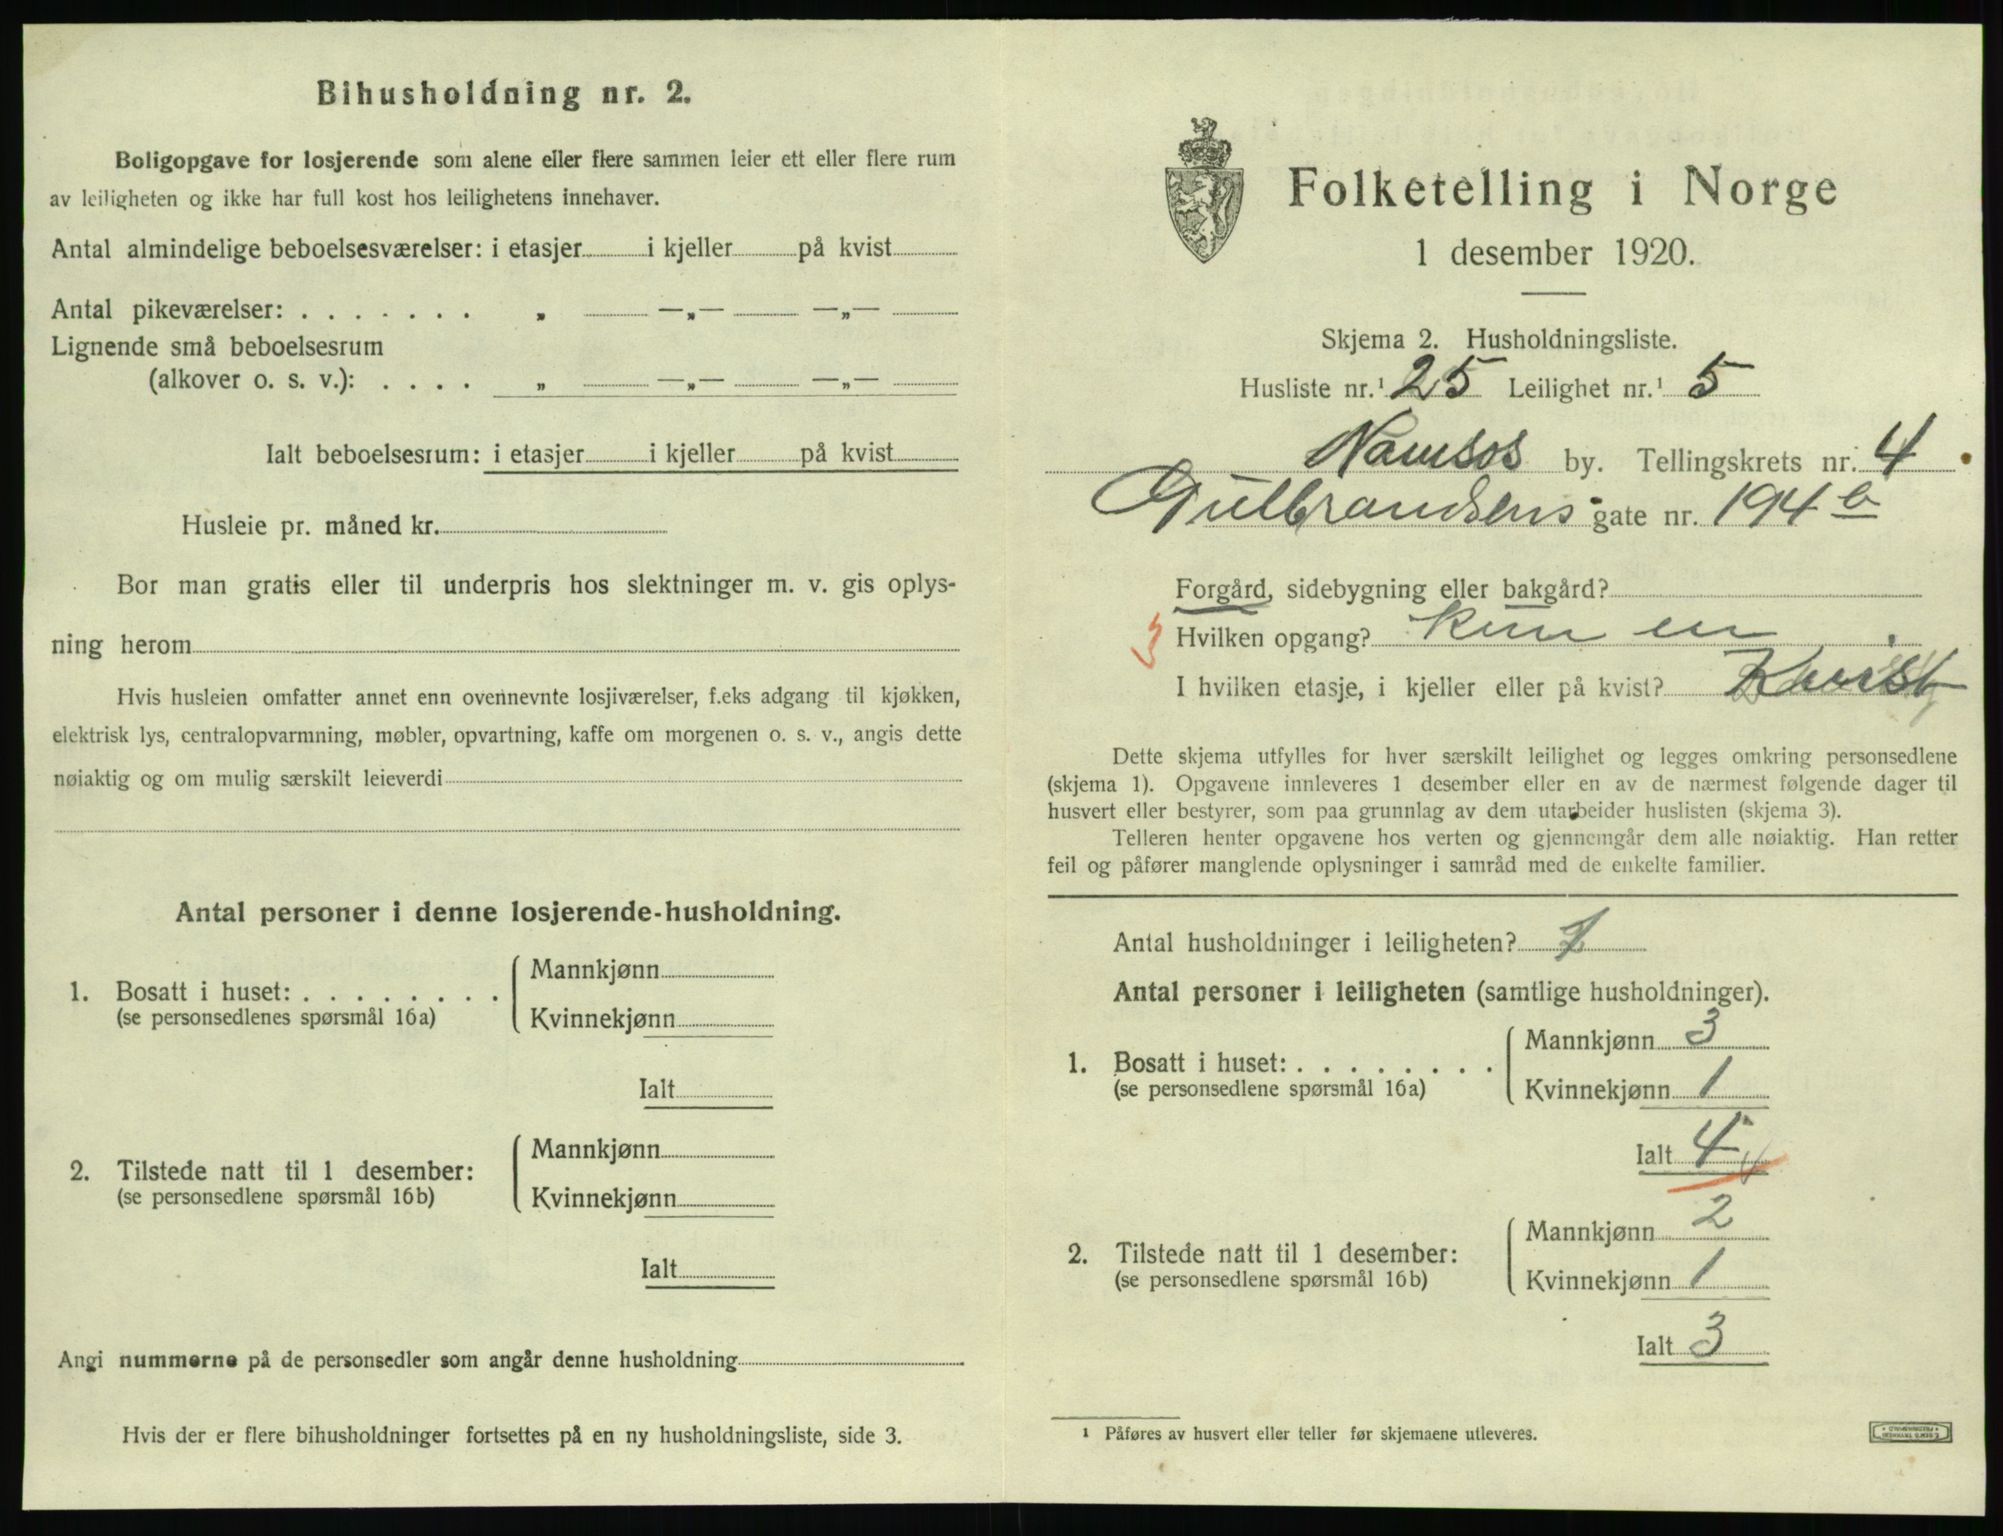 Bihusholdning nr. 2.
Boligopgave for losjerende som alene eller flere sammen leier ett eller flere rum
av leiligheten og ikke har full kost hos leilighetens innehaver.
Antal almindelige beboelsesværelser: i etasjer i kjeller på kvist
Antal pikeværelser: . . . . . . . „ —„— —„—
Lignende små beboelsesrum
(alkover o. s. v.): . . . . „ —„— —„—
Ialt beboelsesrum: i etasjer i kjeller på kvist
Husleie pr. måned kr.
Bor man gratis eller til underpris hos slektninger m. v. gis oplys-
ning herom
Hvis husleien omfatter annet enn ovennevnte losjiværelser, f.eks adgang til kjøkken,
elektrisk lys, centralopvarmning, møbler, opvartning, kaffe om morgenen o. s. v., angis dette
nøiaktig og om mulig særskilt leieverdi
Antal personer i denne losjerende-husholdning.
1. Bosatt i huset: . . . . . . . . Mannkjønn
(se personsedlenes spørsmål 16a) Kvinnekjønn
Ialt
2. Tilstede natt til 1 desember: Mannkjønn
(se personsedlene spørsmål 16b) Kvinnekjønn
Ialt
Angi nummerne på de personsedler som angår denne husholdning
Hvis der er flere bihusholdninger fortsettes på en ny husholdningsliste, side 3.
Folketelling i Norge
1 desember 1920.
Skjema 2. Husholdningsliste.
Husliste nr.¹ 25 Leilighet nr.¹ 5
Namsos by. Tellingskrets nr. 4
Gulbrandsens gate nr. 194 b
Forgård, sidebygning eller bakgård?
Hvilken opgang? Kun en
I hvilken etasje, i kjeller eller på kvist? Kvist
Dette skjema utfylles for hver særskilt leilighet og legges omkring personsedlene
(skjema 1). Opgavene innleveres 1 desember eller en av de nærmest følgende dager til
husvert eller bestyrer, som paa grunnlag av dem utarbeider huslisten (skjema 3).
Telleren henter opgavene hos verten og gjennemgår dem alle nøiaktig. Han retter
feil og påfører manglende oplysninger i samråd med de enkelte familier.
Antal husholdninger i leiligheten? 1
Antal personer i leiligheten (samtlige husholdninger).
1. Bosatt i huset: . . . . . . . . Mannkjønn 3
(se personsedlene spørsmål 16a) Kvinnekjønn 1
Ialt 4
2. Tilstede natt til 1 desember: Mannkjønn 2
(se personsedlene spørsmål 16b) Kvinnekjønn 1
Ialt 3
¹ Påføres av husvert eller teller før skjemaene utleveres.